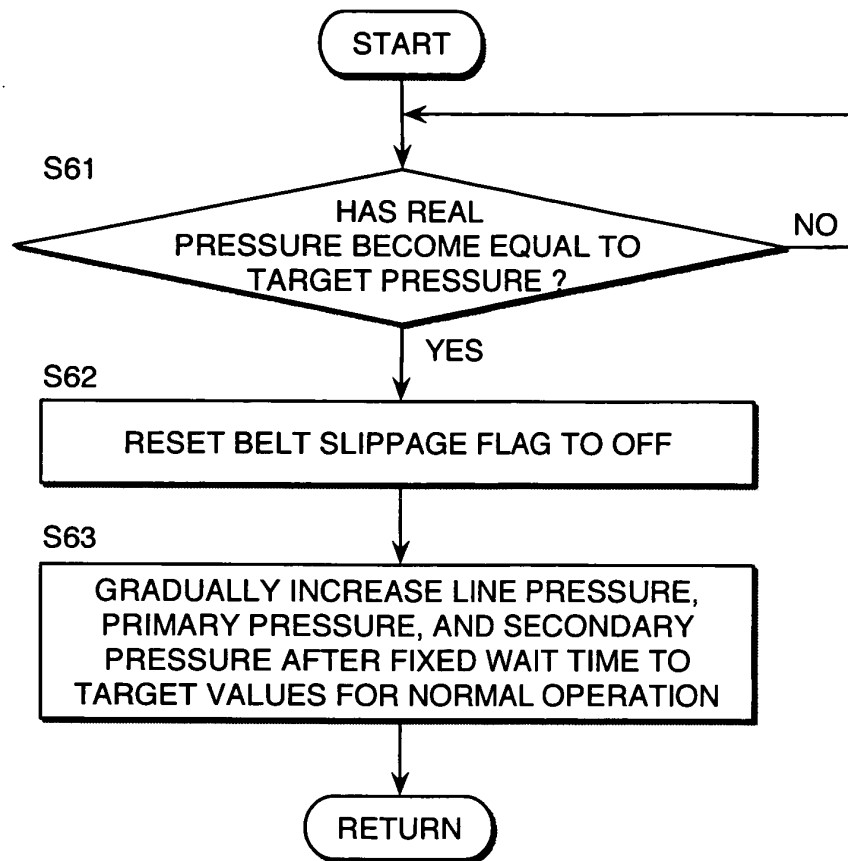 START
S61
HAS REAL
PRESSURE BECOME EQUAL TO
TARGET PRESSURE ?
NO
YES
S62
RESET BELT SLIPPAGE FLAG TO OFF
S63
GRADUALLY INCREASE LINE PRESSURE,
PRIMARY PRESSURE, AND SECONDARY
PRESSURE AFTER FIXED WAIT TIME TO
TARGET VALUES FOR NORMAL OPERATION
RETURN